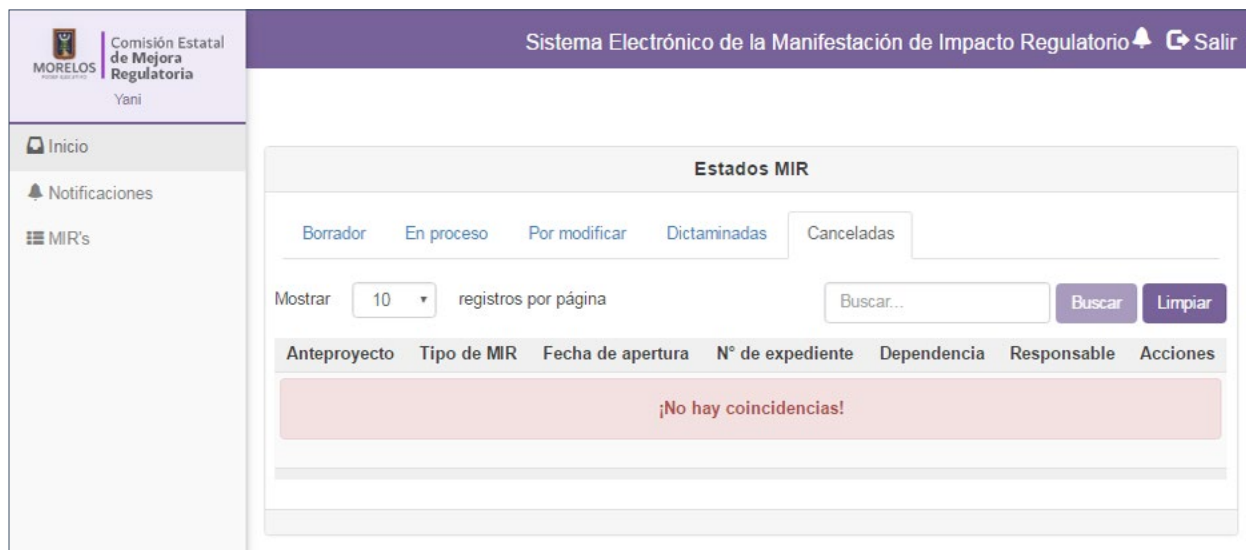 MORELOS
PODER EJECUTIVO
Comisión Estatal
de Mejora
Regulatoria
Yani
Sistema Electrónico de la Manifestación de Impacto Regulatorio Salir
Inicio
Notificaciones
MIR's
Estados MIR
Borrador En proceso Por modificar Dictaminadas Canceladas
Mostrar 10 registros por página Buscar... Buscar Limpiar
Anteproyecto Tipo de MIR Fecha de apertura N° de expediente Dependencia Responsable Acciones
¡No hay coincidencias!